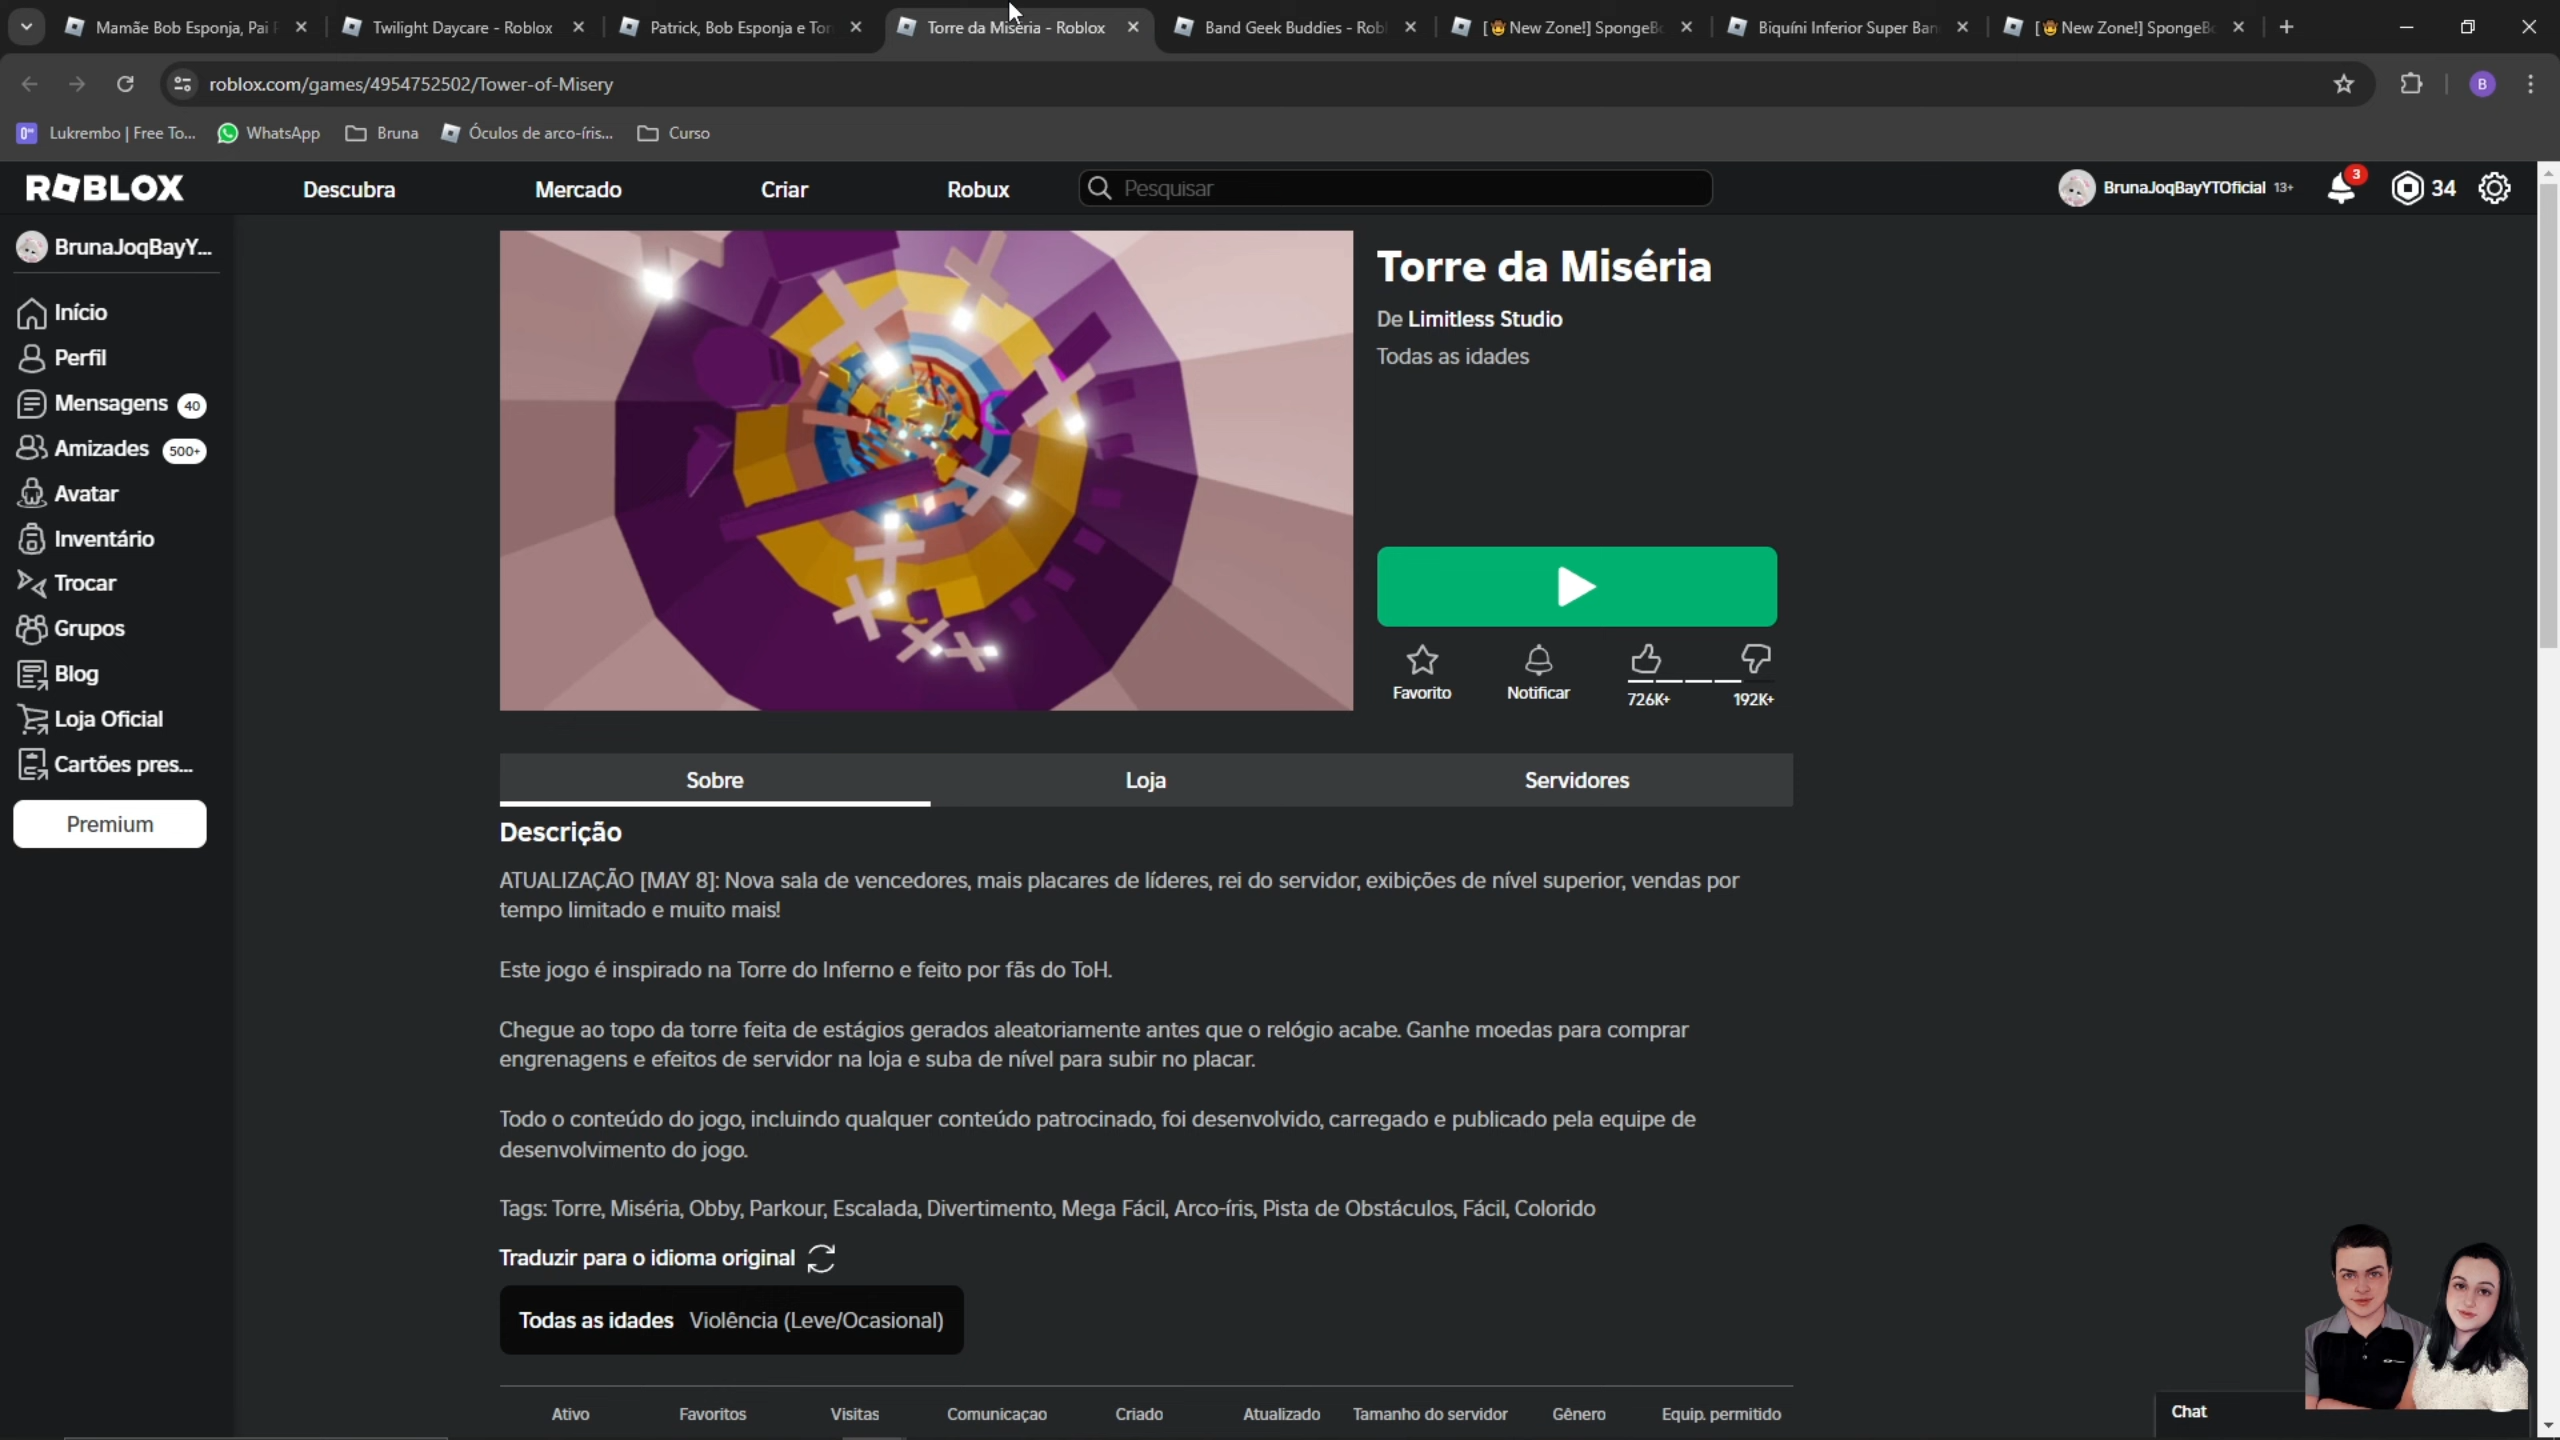 Mamãe Bob Esponja, Pai
Twilight Daycare - Roblox
Patrick, Bob Esponja e
Torre da Miséria - Roblox
Band Geek Buddies - Rob
[🤠 New Zone!] SpongeB
Biquíni Inferior Super Ban
[🤠 New Zone!] SpongeB
roblox.com/games/4954752502/Tower-of-Misery
B
Lukrembo | Free To...
WhatsApp
Bruna
Óculos de arco-íris...
Curso
ROBLOX
Descubra
Mercado
Criar
Robux
Pesquisar
BrunaJoqBayYTOficial 13+
3
34
BrunaJoqBayY...
Início
Perfil
Mensagens 40
Amizades 500+
Avatar
Inventário
Trocar
Grupos
Blog
Loja Oficial
Cartões pres...
Premium
Torre da Miséria
De Limitless Studio
Todas as idades
Favorito
Notificar
726K+
192K+
Sobre
Loja
Servidores
Descrição
ATUALIZAÇÃO [MAY 8]: Nova sala de vencedores, mais placares de líderes, rei do servidor, exibições de nível superior, vendas por
tempo limitado e muito mais!
Este jogo é inspirado na Torre do Inferno e feito por fãs do ToH.
Chegue ao topo da torre feita de estágios gerados aleatoriamente antes que o relógio acabe. Ganhe moedas para comprar
engrenagens e efeitos de servidor na loja e suba de nível para subir no placar.
Todo o conteúdo do jogo, incluindo qualquer conteúdo patrocinado, foi desenvolvido, carregado e publicado pela equipe de
desenvolvimento do jogo.
Tags: Torre, Miséria, Obby, Parkour, Escalada, Divertimento, Mega Fácil, Arco-íris, Pista de Obstáculos, Fácil, Colorido
Traduzir para o idioma original
Todas as idades Violência (Leve/Ocasional)
Ativo
Favoritos
Visitas
Comunicaçao
Criado
Atualizado
Tamanho do servidor
Gênero
Equip. permitido
Chat